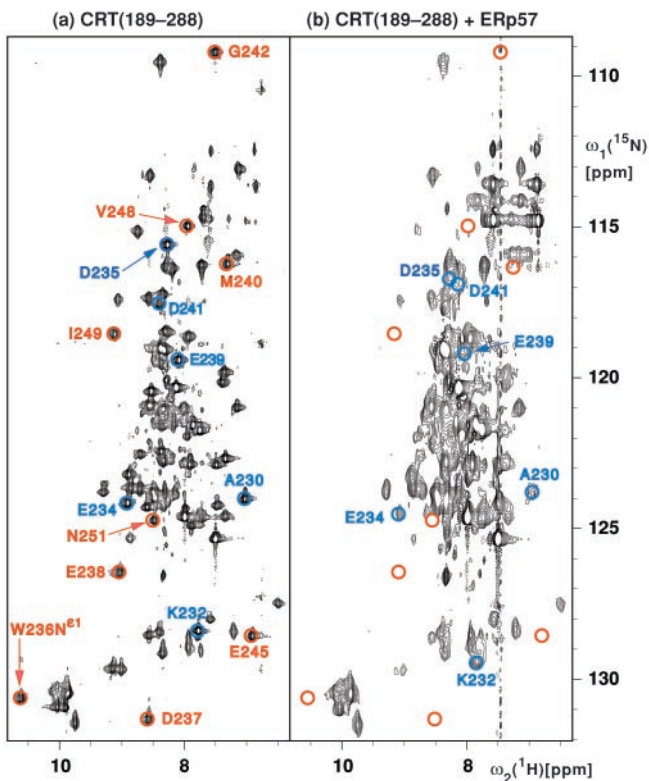 (a) CRT(189–288)
(b) CRT(189–288) + ERp57
G242
110
ω1(15N)
[ppm]
V248
115
D235
M240
D235
D241
D241
I249
E239
E239
120
A230
A230
E234
E234
N251
125
E238
K232
W236Nε1
E245
K232
130
D237
10
8
10
8
ω2(1H)[ppm]